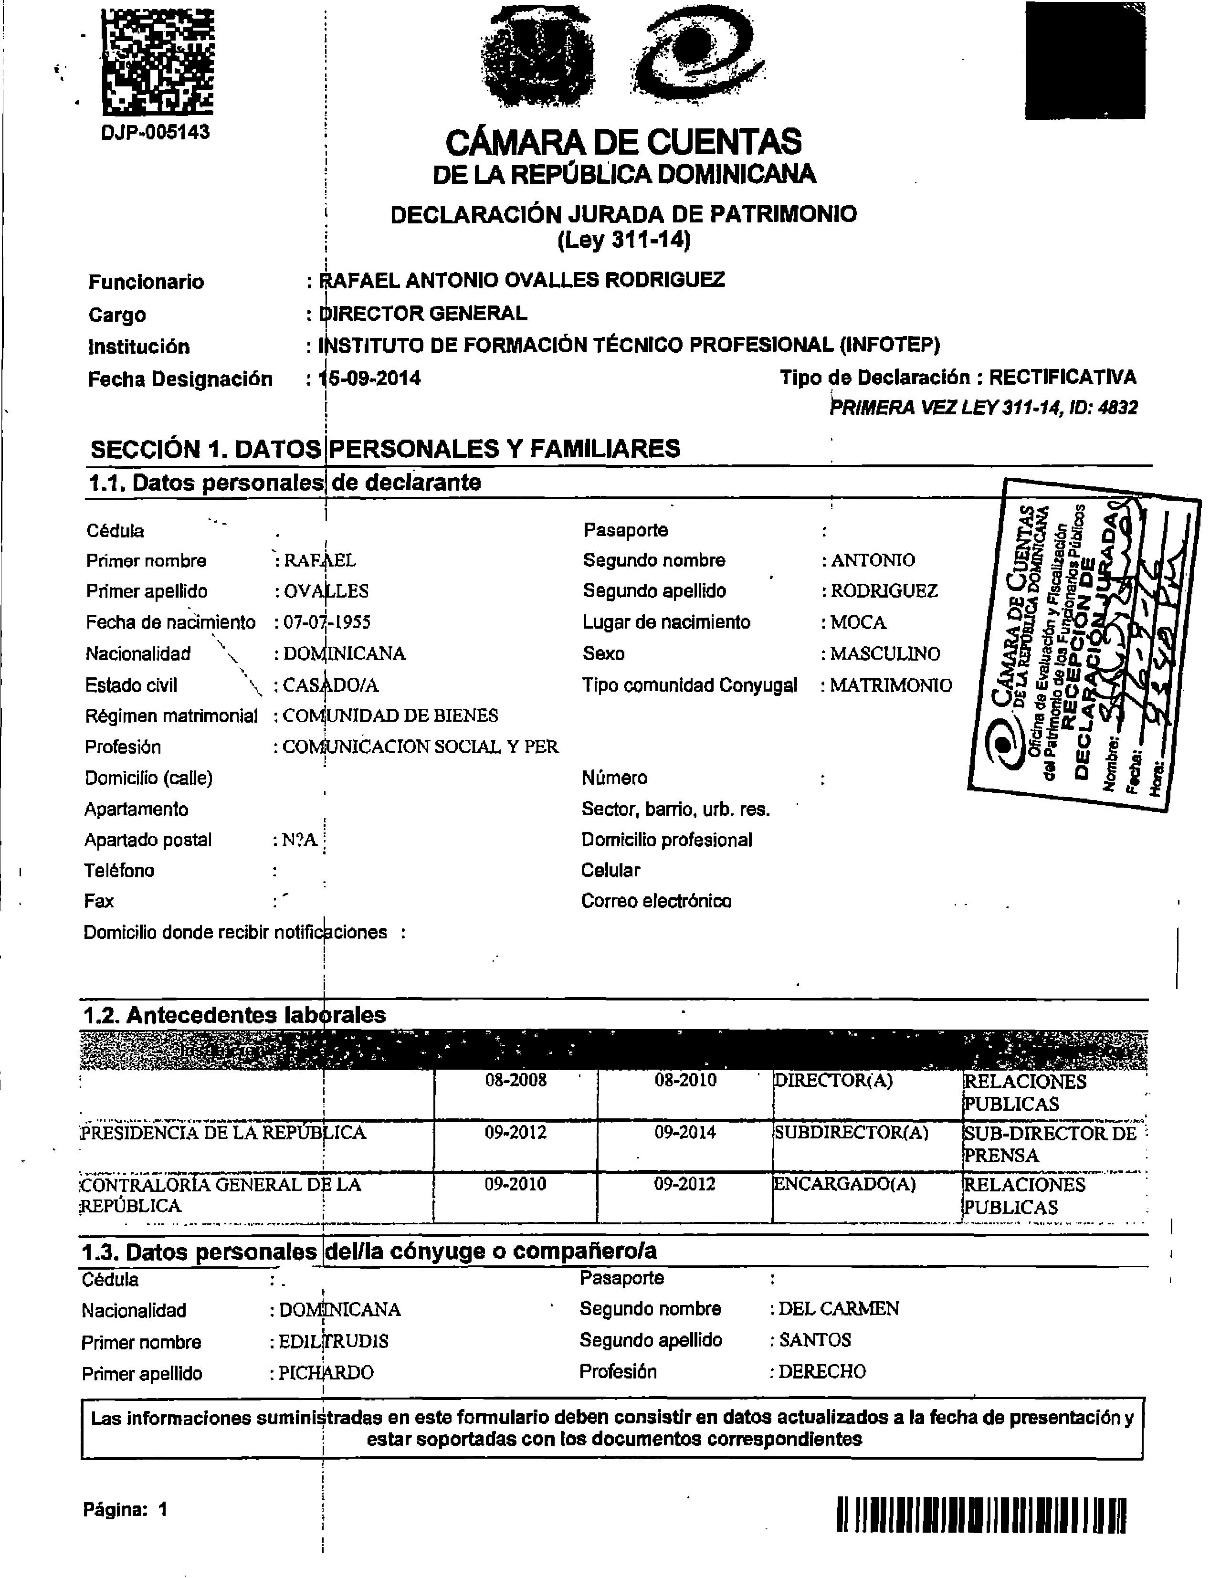 DJP-005143
CÁMARA DE CUENTAS
DE LA REPÚBLICA DOMINICANA
DECLARACIÓN JURADA DE PATRIMONIO
(Ley 311-14)
Funcionario : RAFAEL ANTONIO OVALLES RODRIGUEZ
Cargo : DIRECTOR GENERAL
Institución : INSTITUTO DE FORMACIÓN TÉCNICO PROFESIONAL (INFOTEP)
Fecha Designación : 15-09-2014 Tipo de Declaración : RECTIFICATIVA
PRIMERA VEZ LEY 311-14, ID: 4832
SECCIÓN 1. DATOS PERSONALES Y FAMILIARES
1.1. Datos personales de declarante
Cédula Pasaporte :
Primer nombre : RAFAEL Segundo nombre : ANTONIO
Primer apellido : OVALLES Segundo apellido : RODRIGUEZ
Fecha de nacimiento : 07-07-1955 Lugar de nacimiento : MOCA
Nacionalidad : DOMINICANA Sexo : MASCULINO
Estado civil : CASADO/A Tipo comunidad Conyugal : MATRIMONIO
Régimen matrimonial : COMUNIDAD DE BIENES
Profesión : COMUNICACION SOCIAL Y PER
Domicilio (calle) Número :
Apartamento Sector, barrio, urb. res.
Apartado postal : N?A Domicilio profesional
Teléfono : Celular
Fax : Correo electrónico
Domicilio donde recibir notificaciones :
CÁMARA DE CUENTAS
DE LA REPÚBLICA DOMINICANA
Oficina de Evaluación y Fiscalización
del Patrimonio de los Funcionarios Públicos
RECEPCIÓN DE
DECLARACIÓN JURADA
Nombre:
Fecha:
Hora:
1.2. Antecedentes laborales
08-2008 08-2010 DIRECTOR(A) RELACIONES
PUBLICAS
PRESIDENCIA DE LA REPÚBLICA 09-2012 09-2014 SUBDIRECTOR(A) SUB-DIRECTOR DE
PRENSA
CONTRALORÍA GENERAL DE LA 09-2010 09-2012 ENCARGADO(A) RELACIONES
REPÚBLICA PUBLICAS
1.3. Datos personales del/la cónyuge o compañero/a
Cédula : Pasaporte :
Nacionalidad : DOMINICANA Segundo nombre : DEL CARMEN
Primer nombre : EDILTRUDIS Segundo apellido : SANTOS
Primer apellido : PICHARDO Profesión : DERECHO
Las informaciones suministradas en este formulario deben consistir en datos actualizados a la fecha de presentación y
estar soportadas con los documentos correspondientes
Página: 1